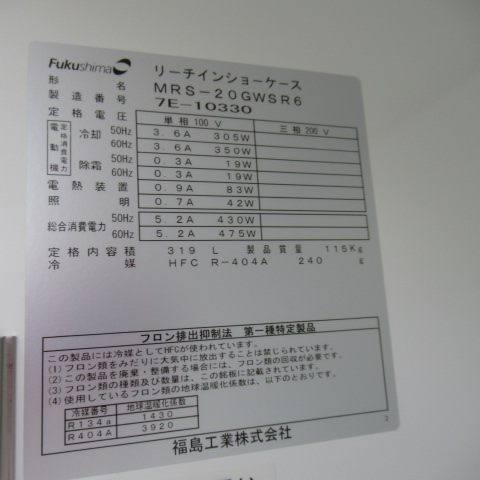 Fukushima リーチインショーケース
形名 MRS-20GWSR6
製造番号 7E-10330
定格電圧 単相100V 三相200V
電動機 定格消費電力 冷却 50Hz 3.6A 305W
60Hz 3.6A 350W
除霜 50Hz 0.3A 19W
60Hz 0.3A 19W
電熱装置 0.9A 83W
照明 0.7A 42W
総合消費電力 50Hz 5.2A 430W
60Hz 5.2A 475W
定格内容積 319 L 製品質量 115Kg
冷媒 HFC R-404A 240 g
フロン排出抑制法 第一種特定製品
この製品には冷媒としてHFCが使われています。
(1)フロン類をみだりに大気中に放出することは禁じられています。
(2)この製品を廃棄・整備する場合には、フロン類の回収が必要です。
(3)フロン類の種類及び数量は、この銘板に記載されています。
(4)使用しているフロン類の地球温暖化係数は、以下のとおりです。
冷媒番号 地球温暖化係数
R134a 1430
R404A 3920
福島工業株式会社
3